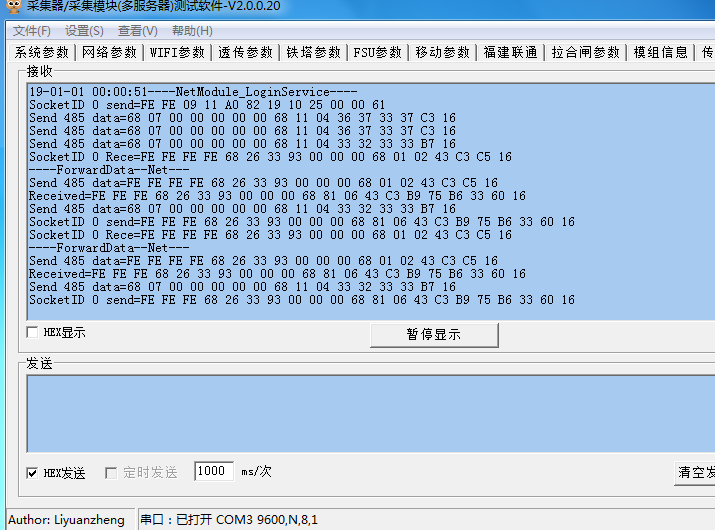 采集器/采集模块(多服务器)测试软件-V2.0.0.20
文件(F) 设置(S) 查看(V) 帮助(H)
系统参数 网络参数 WIFI参数 透传参数 铁塔参数 FSU参数 移动参数 福建联通 拉合闸参数 模组信息 传
接收
19-01-01 00:00:51----NetModule_LoginService----
SocketID 0 send=FE FE 09 11 A0 82 19 10 25 00 00 61
Send 485 data=68 07 00 00 00 00 00 68 11 04 36 37 33 37 C3 16
Send 485 data=68 07 00 00 00 00 00 68 11 04 36 37 33 37 C3 16
Send 485 data=68 07 00 00 00 00 00 68 11 04 33 32 33 33 B7 16
SocketID 0 Rece=FE FE FE FE 68 26 33 93 00 00 00 68 01 02 43 C3 C5 16
----ForwardData--Net---
Send 485 data=FE FE FE FE 68 26 33 93 00 00 00 68 01 02 43 C3 C5 16
Received=FE FE FE FE 68 26 33 93 00 00 00 68 81 06 43 C3 B9 75 B6 33 60 16
Send 485 data=68 07 00 00 00 00 00 68 11 04 33 32 33 33 B7 16
SocketID 0 send=FE FE FE FE 68 26 33 93 00 00 00 68 81 06 43 C3 B9 75 B6 33 60 16
SocketID 0 Rece=FE FE FE FE 68 26 33 93 00 00 00 68 01 02 43 C3 C5 16
----ForwardData--Net---
Send 485 data=FE FE FE FE 68 26 33 93 00 00 00 68 01 02 43 C3 C5 16
Received=FE FE FE FE 68 26 33 93 00 00 00 68 81 06 43 C3 B9 75 B6 33 60 16
Send 485 data=68 07 00 00 00 00 00 68 11 04 33 32 33 33 B7 16
SocketID 0 send=FE FE FE FE 68 26 33 93 00 00 00 68 81 06 43 C3 B9 75 B6 33 60 16
HEX显示 暂停显示
发送
HEX发送 定时发送 1000 ms/次 清空发
Author: Liyuanzheng 串口：已打开 COM3 9600,N,8,1